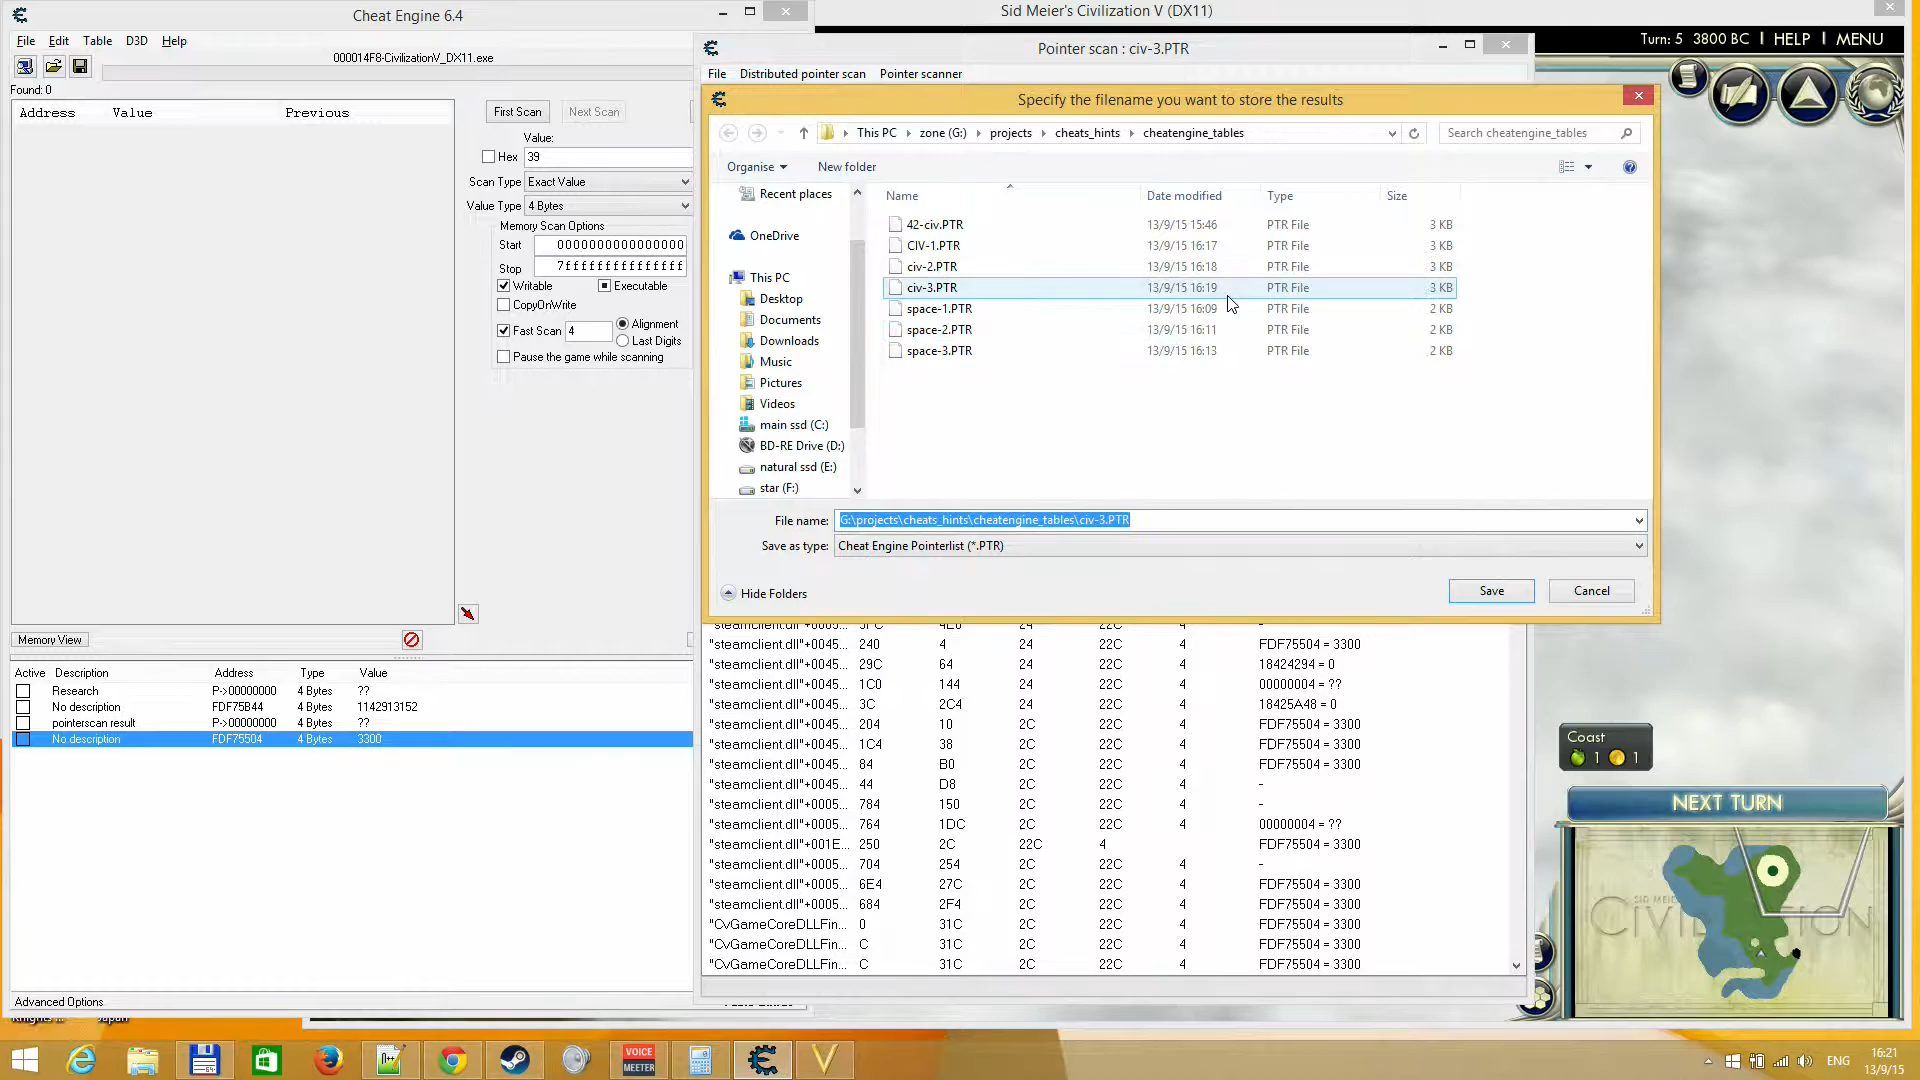 Cheat Engine 6.4
File Edit Table D3D Help
000014F8-CivilizationV_DX11.exe
Found: 0
Address Value Previous
First Scan Next Scan
Value:
Hex 39
Scan Type Exact Value
Value Type 4 Bytes
Memory Scan Options
Start 0000000000000000
Stop 7fffffffffffffff
Writable Executable
CopyOnWrite
Fast Scan 4 Alignment
Last Digits
Pause the game while scanning
Memory View
Active Description Address Type Value
Research P->00000000 4 Bytes ??
No description FDF75B44 4 Bytes 1142913152
pointerscan result P->00000000 4 Bytes ??
No description FDF75504 4 Bytes 3300
Advanced Options
Sid Meier's Civilization V (DX11)
Turn: 5 3800 BC | HELP | MENU
Pointer scan : civ-3.PTR
File Distributed pointer scan Pointer scanner
Specify the filename you want to store the results
This PC zone (G:) projects cheats_hints cheatengine_tables
Search cheatengine_tables
Organise New folder
Recent places
OneDrive
This PC
Desktop
Documents
Downloads
Music
Pictures
Videos
main ssd (C:)
BD-RE Drive (D:)
natural ssd (E:)
star (F:)
Name Date modified Type Size
42-civ.PTR 13/9/15 15:46 PTR File 3 KB
CIV-1.PTR 13/9/15 16:17 PTR File 3 KB
civ-2.PTR 13/9/15 16:18 PTR File 3 KB
civ-3.PTR 13/9/15 16:19 PTR File 3 KB
space-1.PTR 13/9/15 16:09 PTR File 2 KB
space-2.PTR 13/9/15 16:11 PTR File 2 KB
space-3.PTR 13/9/15 16:13 PTR File 2 KB
File name: G:\projects\cheats_hints\cheatengine_tables\civ-3.PTR
Save as type: Cheat Engine Pointerlist (*.PTR)
Hide Folders
Save Cancel
"steamclient.dll"+0045... 240 4 24 22C 4 FDF75504 = 3300
"steamclient.dll"+0045... 29C 64 24 22C 4 18424294 = 0
"steamclient.dll"+0045... 1C0 144 24 22C 4 00000004 = ??
"steamclient.dll"+0045... 3C 2C4 24 22C 4 18425A48 = 0
"steamclient.dll"+0045... 204 10 2C 22C 4 FDF75504 = 3300
"steamclient.dll"+0045... 1C4 38 2C 22C 4 FDF75504 = 3300
"steamclient.dll"+0045... 84 B0 2C 22C 4 FDF75504 = 3300
"steamclient.dll"+0045... 44 D8 2C 22C 4 -
"steamclient.dll"+0005... 784 150 2C 22C 4 -
"steamclient.dll"+0005... 764 1DC 2C 22C 4 00000004 = ??
"steamclient.dll"+001E... 250 2C 22C 4 FDF75504 = 3300
"steamclient.dll"+0005... 704 254 2C 22C 4 -
"steamclient.dll"+0005... 6E4 27C 2C 22C 4 FDF75504 = 3300
"steamclient.dll"+0005... 684 2F4 2C 22C 4 FDF75504 = 3300
"CvGameCoreDLLFin... 0 31C 2C 22C 4 FDF75504 = 3300
"CvGameCoreDLLFin... C 31C 2C 22C 4 FDF75504 = 3300
"CvGameCoreDLLFin... C 31C 2C 22C 4 FDF75504 = 3300
Coast
1 1
NEXT TURN
VOICE
MEETER
ENG
16:21
13/9/15